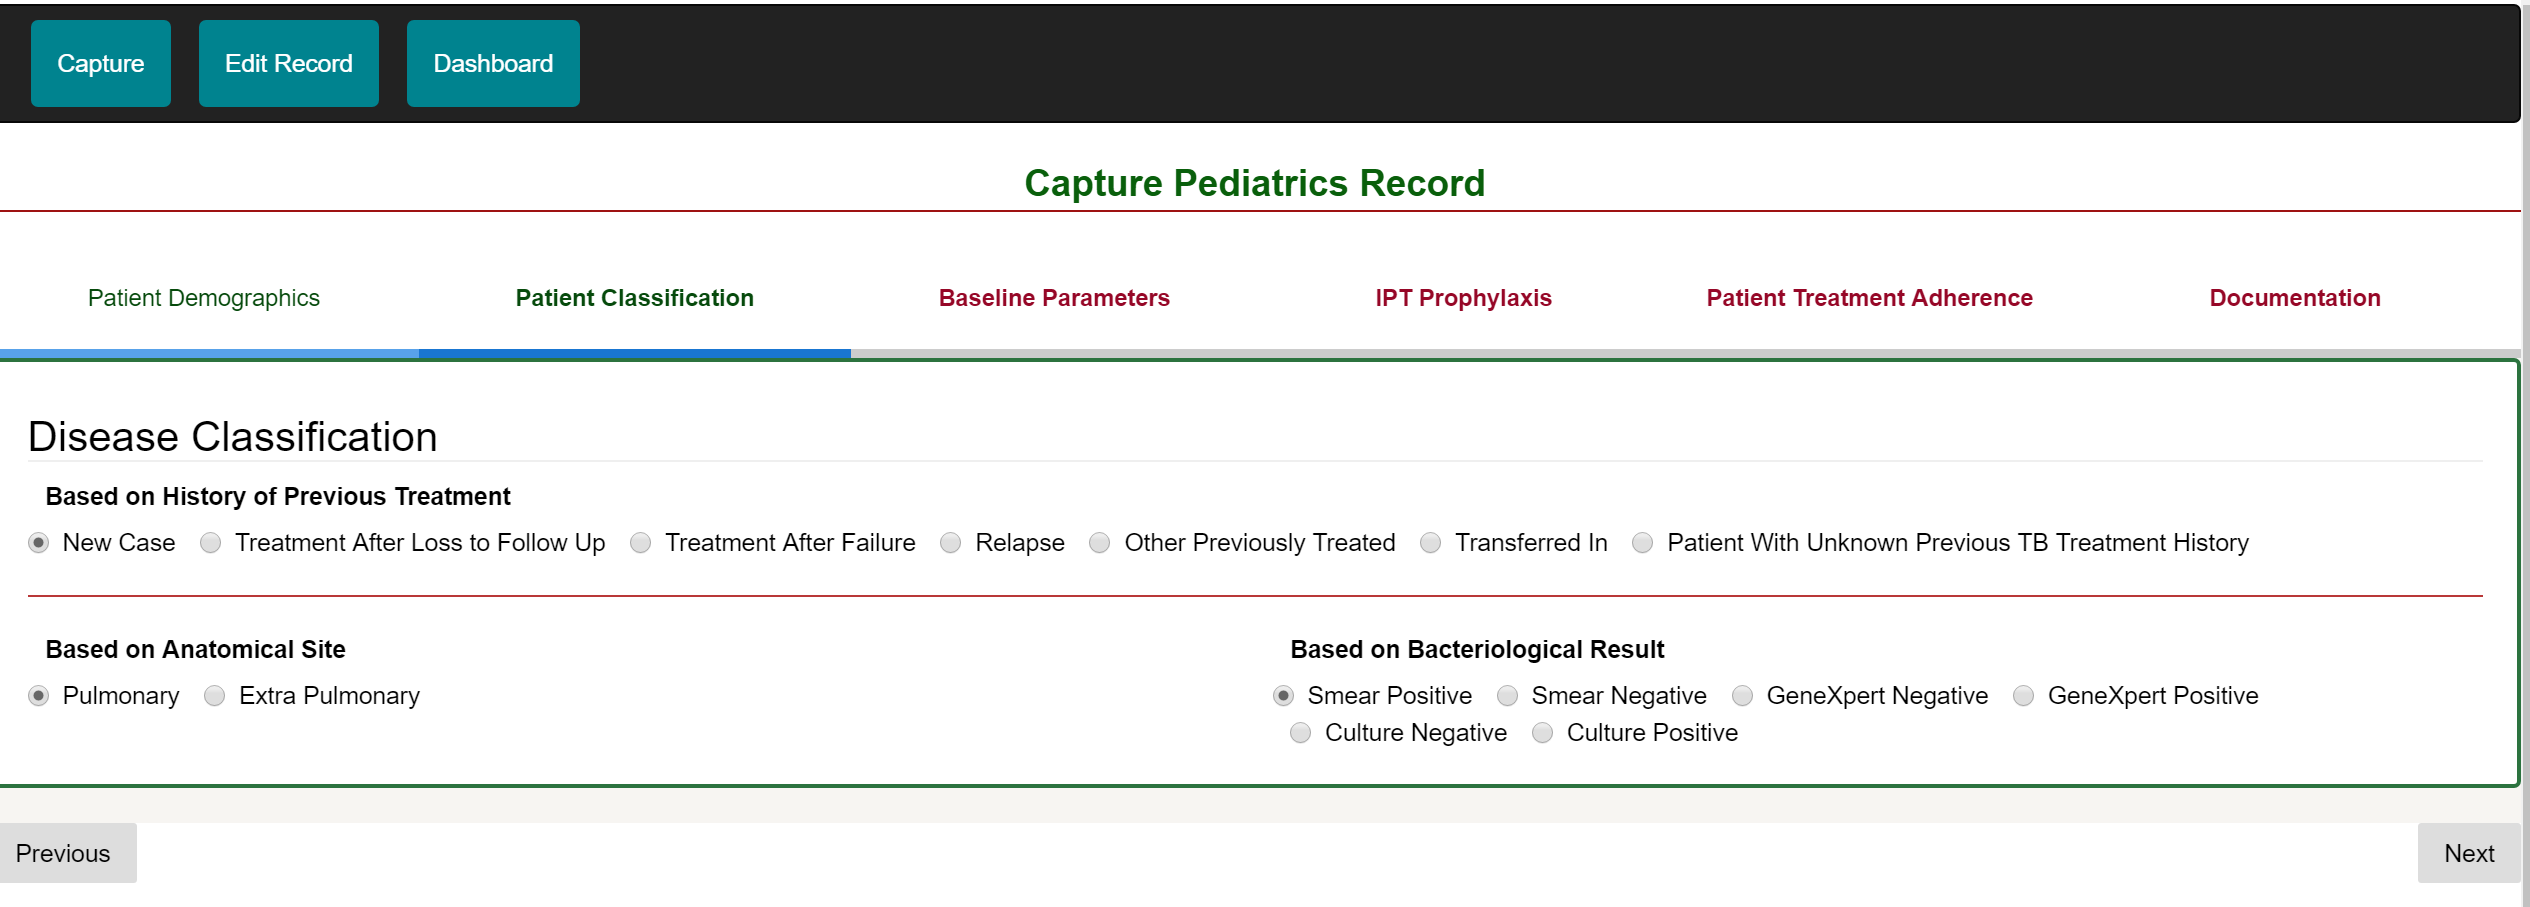 Capture Edit Record Dashboard
Capture Pediatrics Record
Patient Demographics Patient Classification Baseline Parameters IPT Prophylaxis Patient Treatment Adherence Documentation
Disease Classification
Based on History of Previous Treatment
New Case Treatment After Loss to Follow Up Treatment After Failure Relapse Other Previously Treated Transferred In Patient With Unknown Previous TB Treatment History
Based on Anatomical Site
Pulmonary Extra Pulmonary
Based on Bacteriological Result
Smear Positive Smear Negative GeneXpert Negative GeneXpert Positive
Culture Negative Culture Positive
Previous Next